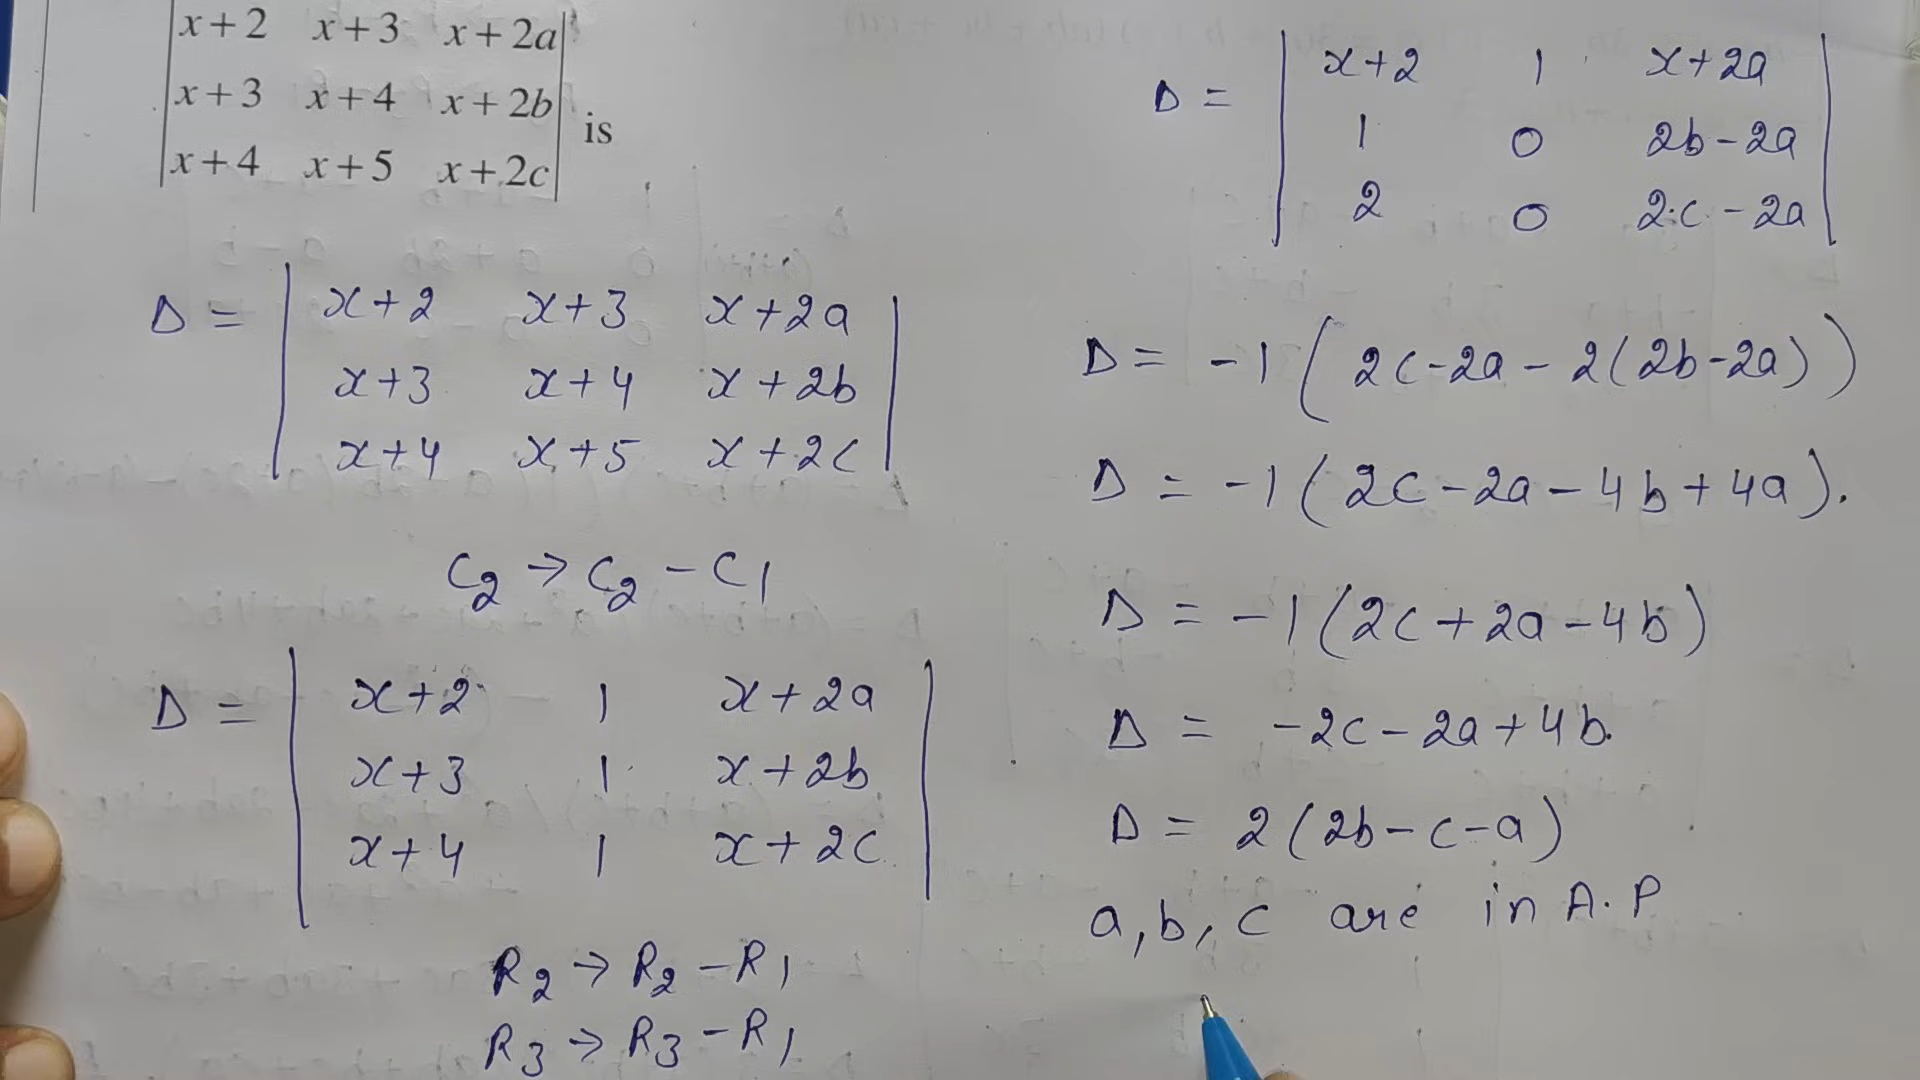 x+2 x+3 x+2a
x+3 x+4 x+2b
x+4 x+5 x+2c
is
Δ = | x+2 x+3 x+2a |
| x+3 x+4 x+2b |
| x+4 x+5 x+2c |
C₂ → C₂ - C₁
Δ = | x+2 1 x+2a |
| x+3 1 x+2b |
| x+4 1 x+2c |
R₂ → R₂ - R₁
R₃ → R₃ - R₁
Δ = | x+2 1 x+2a |
| 1 0 2b-2a |
| 2 0 2c-2a |
Δ = -1 ( 2c-2a - 2(2b-2a) )
Δ = -1 ( 2c-2a-4b+4a ).
Δ = -1 ( 2c+2a-4b )
Δ = -2c-2a+4b.
Δ = 2 ( 2b-c-a )
a, b, c are in A.P